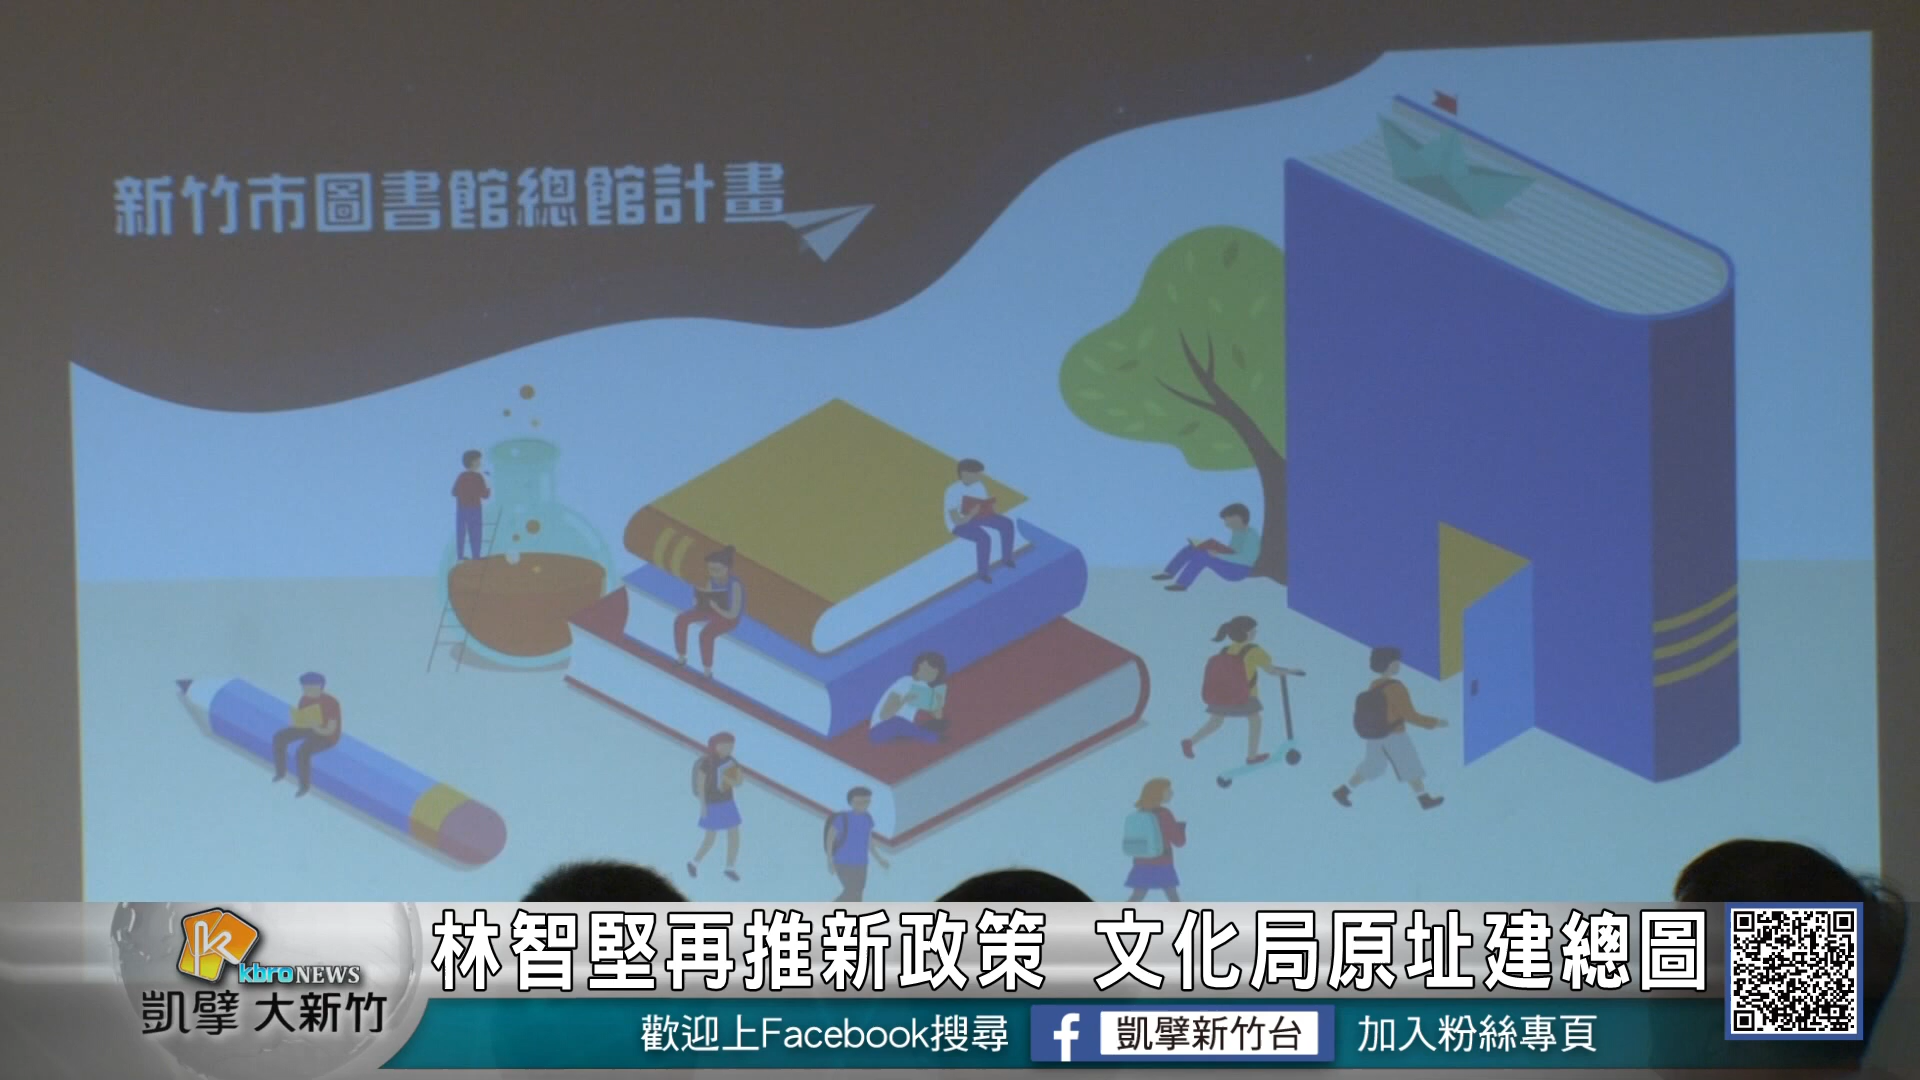 新竹市圖書館總館計畫
林智堅再推新政策 文化局原址建總圖
kbro NEWS
凱擘 大新竹
歡迎上Facebook搜尋 f 凱擘新竹台 加入粉絲專頁